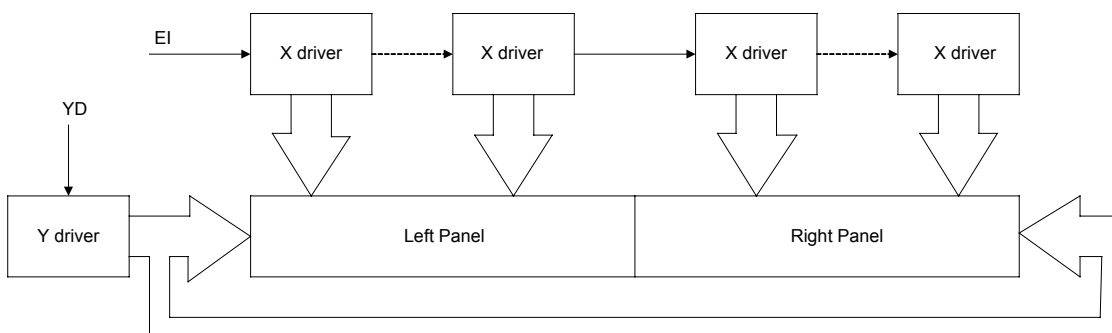 EI
X driver
X driver
X driver
X driver
YD
Y driver
Left Panel
Right Panel